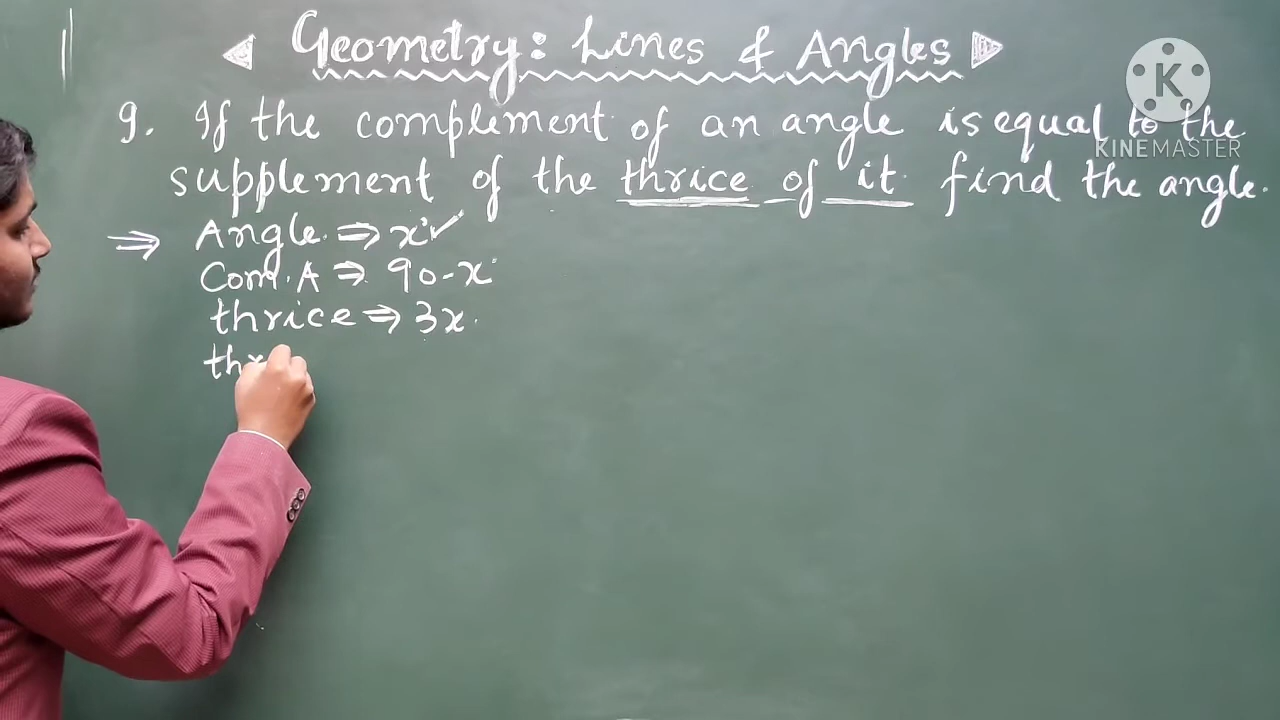 Geometry: Lines & Angles
K
KINEMASTER
9. If the complement of an angle is equal to the
supplement of the thrice of it find the angle.
⇒ Angle ⇒ x° ✓
Com. A ⇒ 90-x°
thrice ⇒ 3x.